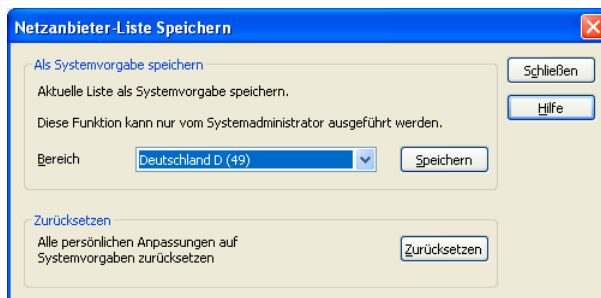 Netzanbieter-Liste Speichern
Als Systemvorgabe speichern
Aktuelle Liste als Systemvorgabe speichern.
Diese Funktion kann nur vom Systemadministrator ausgeführt werden.
Bereich
Deutschland D (49)
Speichern
Schließen
Hilfe
Zurücksetzen
Alle persönlichen Anpassungen auf
Systemvorgaben zurücksetzen
Zurücksetzen